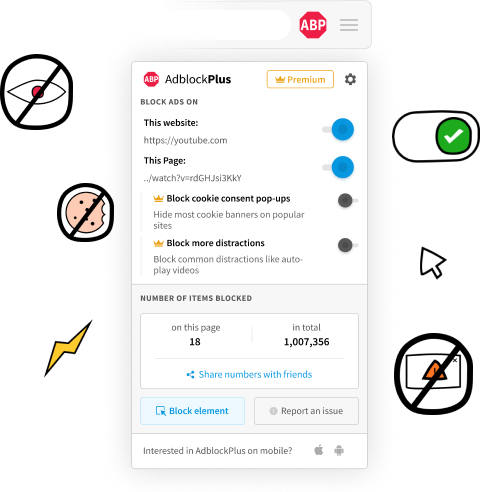 ABP
ABP AdblockPlus Premium
BLOCK ADS ON
This website:
https://youtube.com
This Page:
../watch?v=rdGHJsi3KkY
Block cookie consent pop-ups
Hide most cookie banners on popular
sites
Block more distractions
Block common distractions like auto-
play videos
NUMBER OF ITEMS BLOCKED
on this page in total
18 1,007,356
Share numbers with friends
Block element Report an issue
Interested in AdblockPlus on mobile?